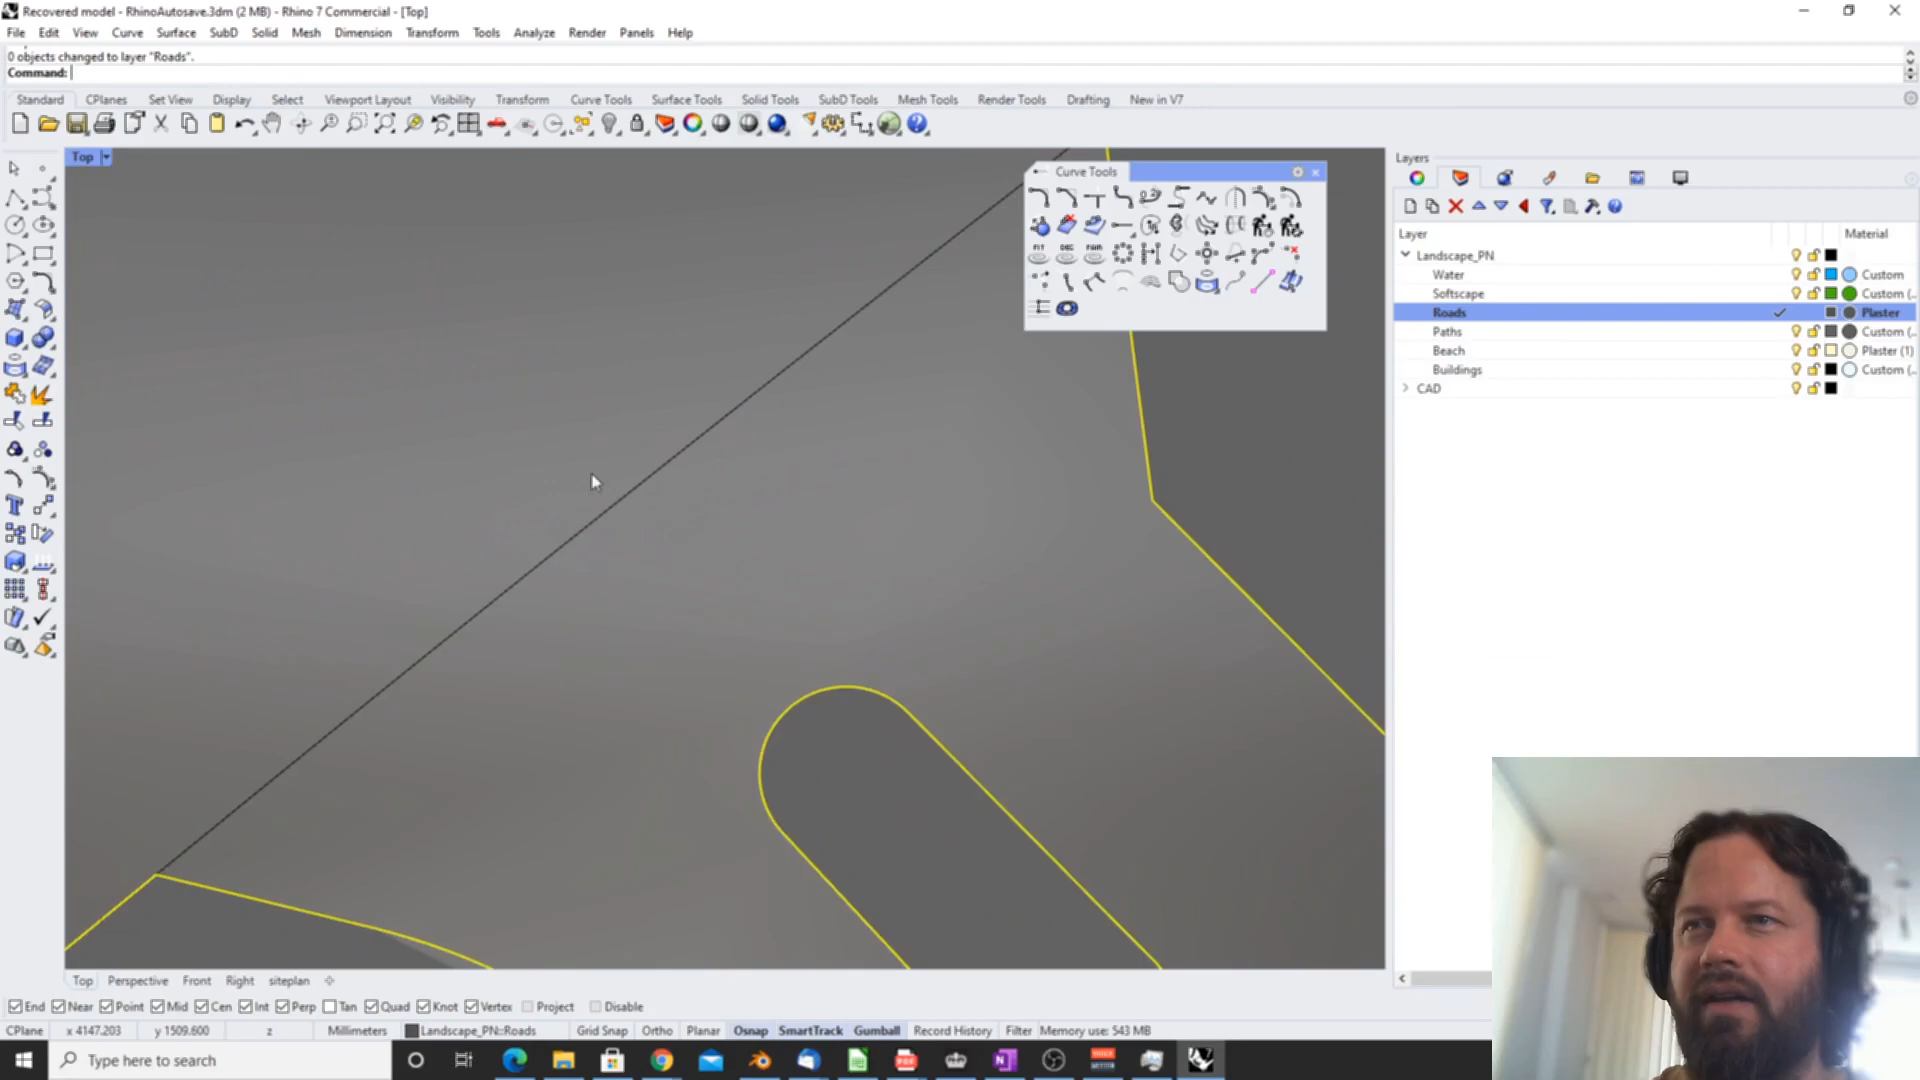 Recovered model - RhinoAutosave.3dm (2 MB) - Rhino 7 Commercial - [Top]
File Edit View Curve Surface SubD Solid Mesh Dimension Transform Tools Analyze Render Panels Help
0 objects changed to layer "Roads".
Command:
Standard CPlanes Set View Display Select Viewport Layout Visibility Transform Curve Tools Surface Tools Solid Tools SubD Tools Mesh Tools Render Tools Drafting New in V7
Top
Curve Tools
Layers
Layer Material
Landscape_PN
Water Custom
Softscape Custom (...
Roads Plaster
Paths Custom (...
Beach Plaster (1)
Buildings Custom (...
CAD
Top Perspective Front Right siteplan
End Near Point Mid Cen Int Perp Tan Quad Knot Vertex Project Disable
CPlane x 4147.203 y 1509.600 z Millimeters Landscape_PN::Roads Grid Snap Ortho Planar Osnap SmartTrack Gumball Record History Filter Memory use: 543 MB
Type here to search